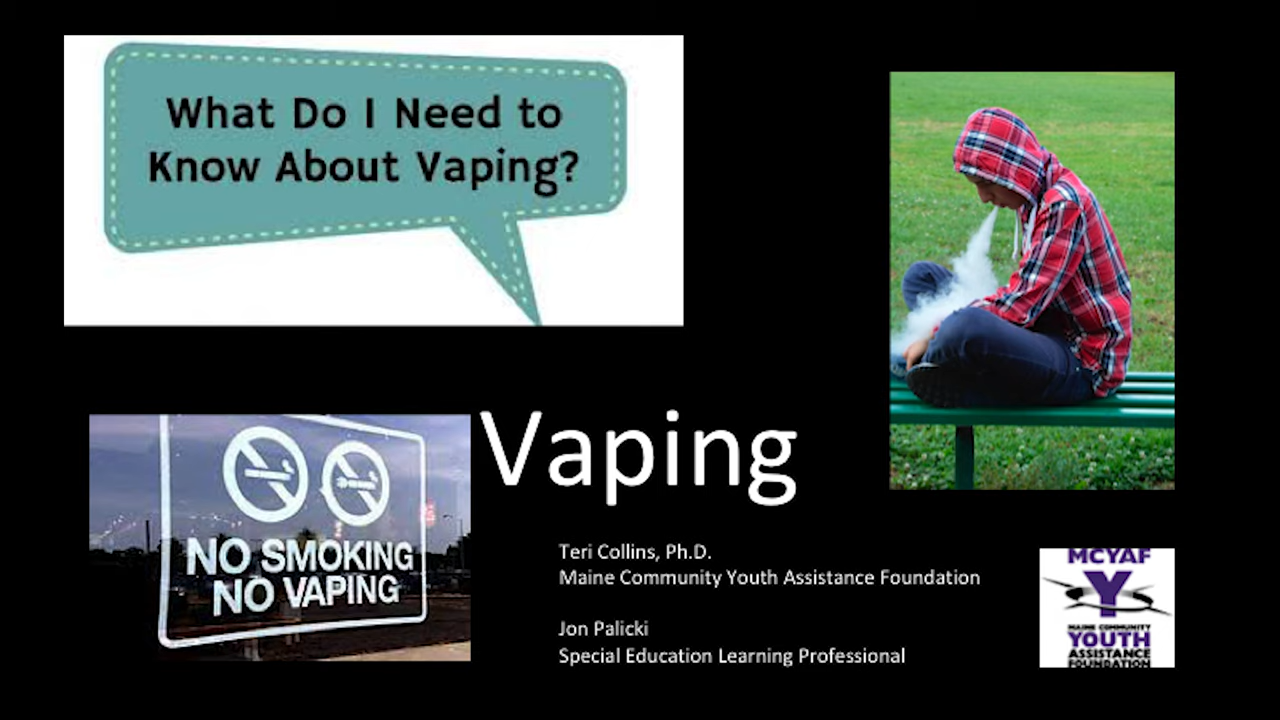 What Do I Need to
Know About Vaping?
Vaping
NO SMOKING
NO VAPING
Teri Collins, Ph.D.
Maine Community Youth Assistance Foundation
Jon Palicki
Special Education Learning Professional
MCYAF
Y
MAINE COMMUNITY
YOUTH
ASSISTANCE
FOUNDATION